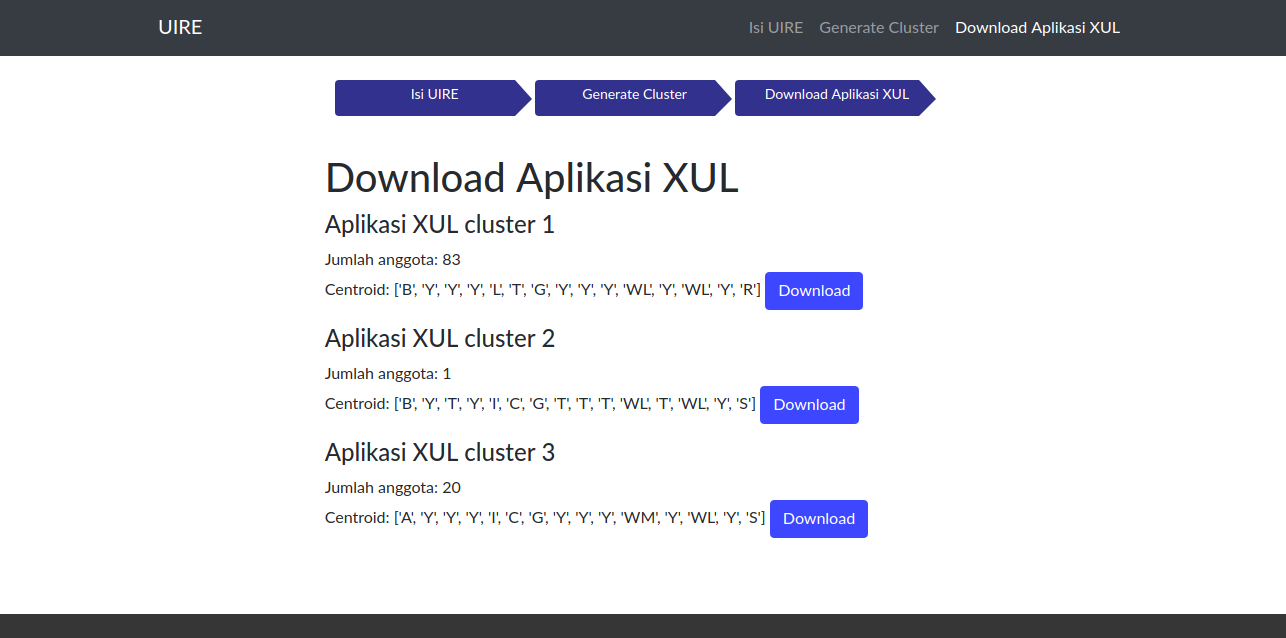 UIRE Isi UIRE Generate Cluster Download Aplikasi XUL
Isi UIRE Generate Cluster Download Aplikasi XUL
Download Aplikasi XUL
Aplikasi XUL cluster 1
Jumlah anggota: 83
Centroid: ['B', 'Y', 'Y', 'Y', 'L', 'T', 'G', 'Y', 'Y', 'Y', 'WL', 'Y', 'WL', 'Y', 'R'] Download
Aplikasi XUL cluster 2
Jumlah anggota: 1
Centroid: ['B', 'Y', 'T', 'Y', 'I', 'C', 'G', 'T', 'T', 'T', 'WL', 'T', 'WL', 'Y', 'S'] Download
Aplikasi XUL cluster 3
Jumlah anggota: 20
Centroid: ['A', 'Y', 'Y', 'Y', 'I', 'C', 'G', 'Y', 'Y', 'Y', 'WM', 'Y', 'WL', 'Y', 'S'] Download